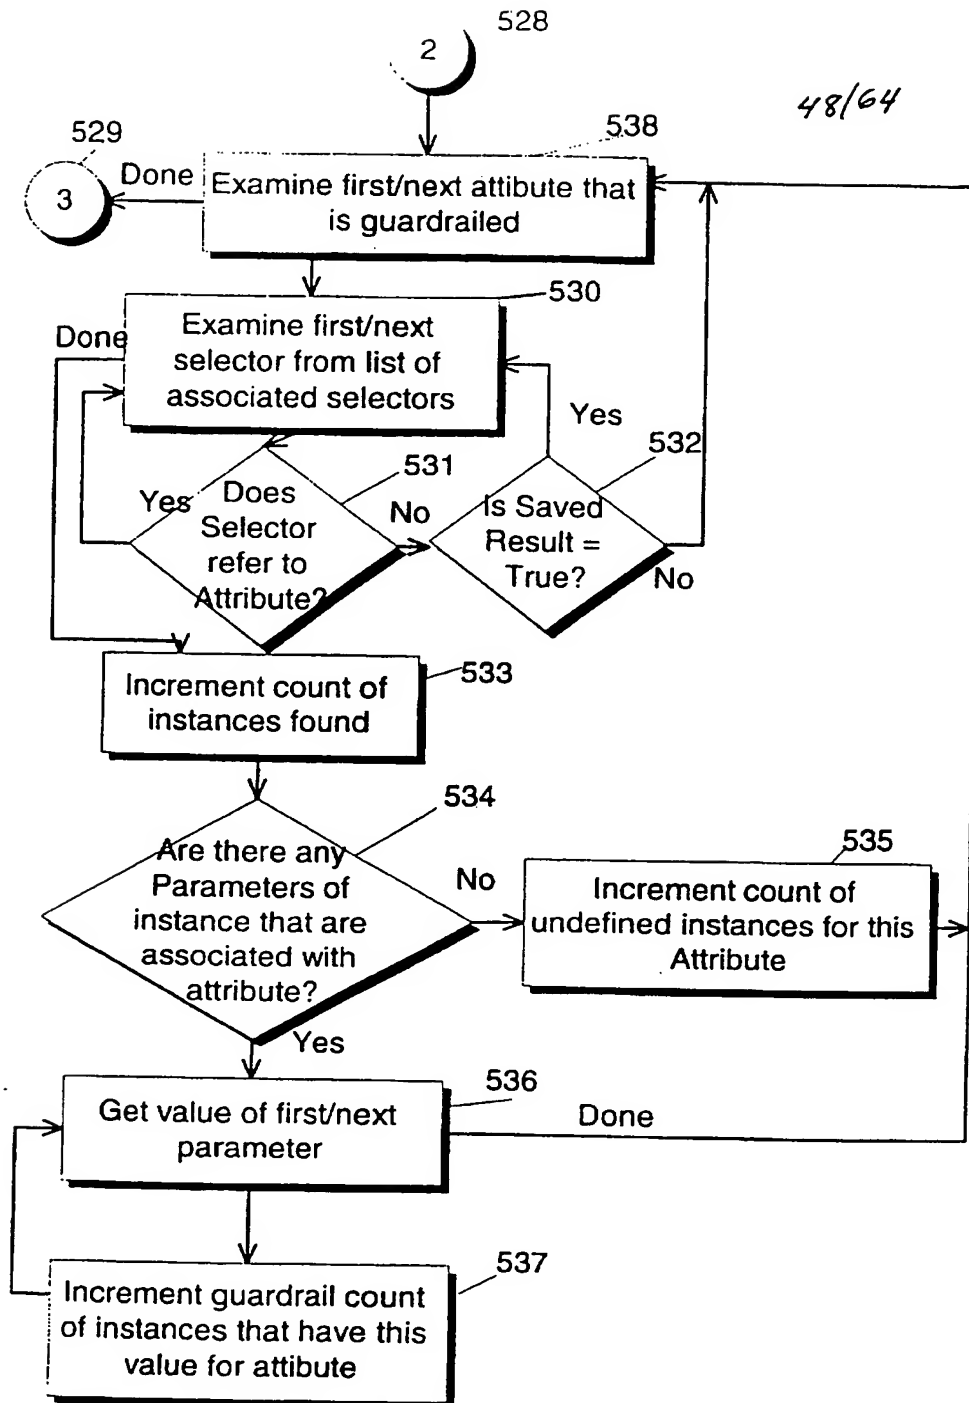 528
2
48/64
529
538
Done
3
Examine first/next attibute that
is guardrailed
530
Done
Examine first/next
selector from list of
associated selectors
Yes
532
531
Yes
Does
Selector
refer to
Attribute?
No
Is Saved
Result =
True?
No
533
Increment count of
instances found
534
Are there any
Parameters of
instance that are
associated with
attribute?
No
535
Increment count of
undefined instances for this
Attribute
Yes
536
Get value of first/next
parameter
Done
537
Increment guardrail count
of instances that have this
value for attibute